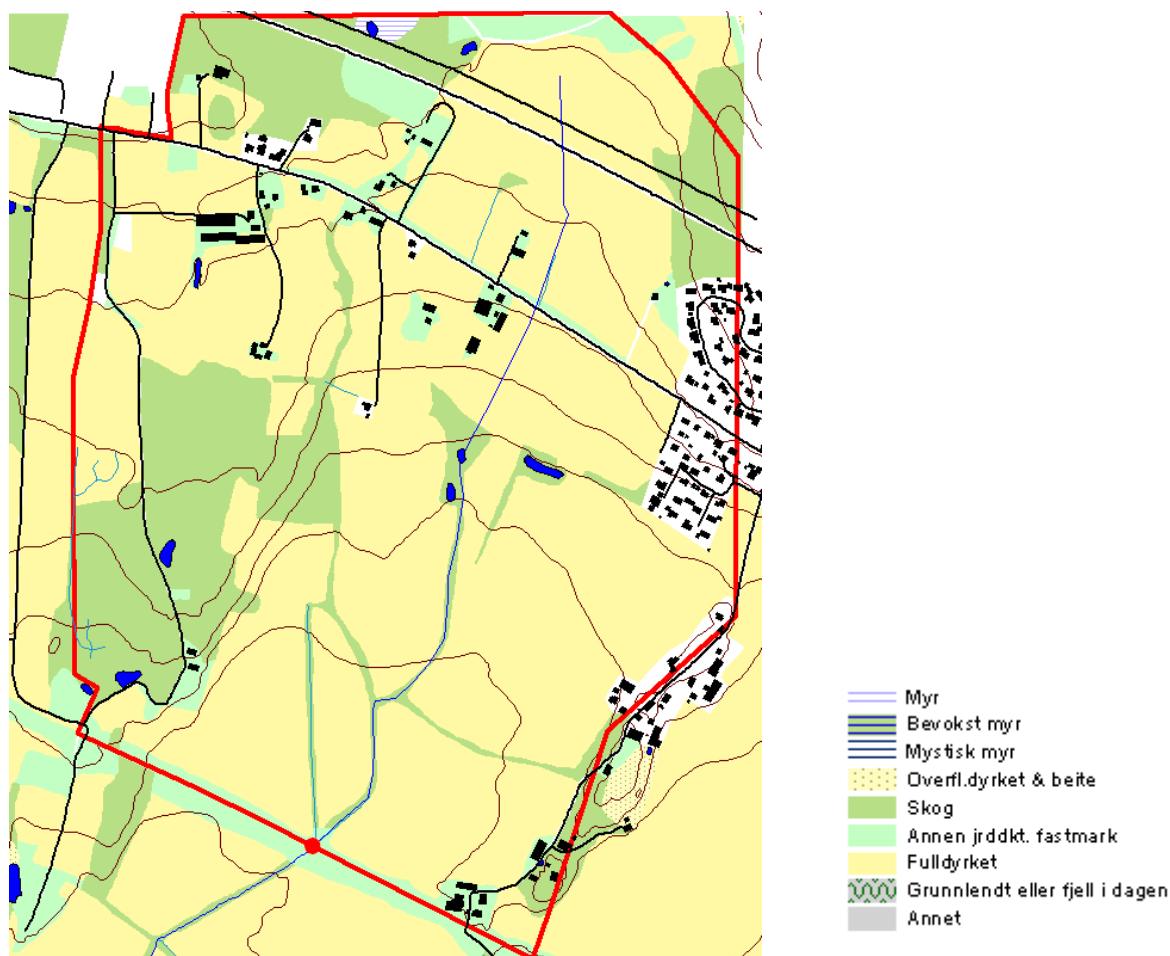 Myr
Bevokst myr
Mystisk myr
Overfl.dyrket & beite
Skog
Annen jrddkt. fastmark
Fulldyrket
Grunnlendt eller fjell i dagen
Annet